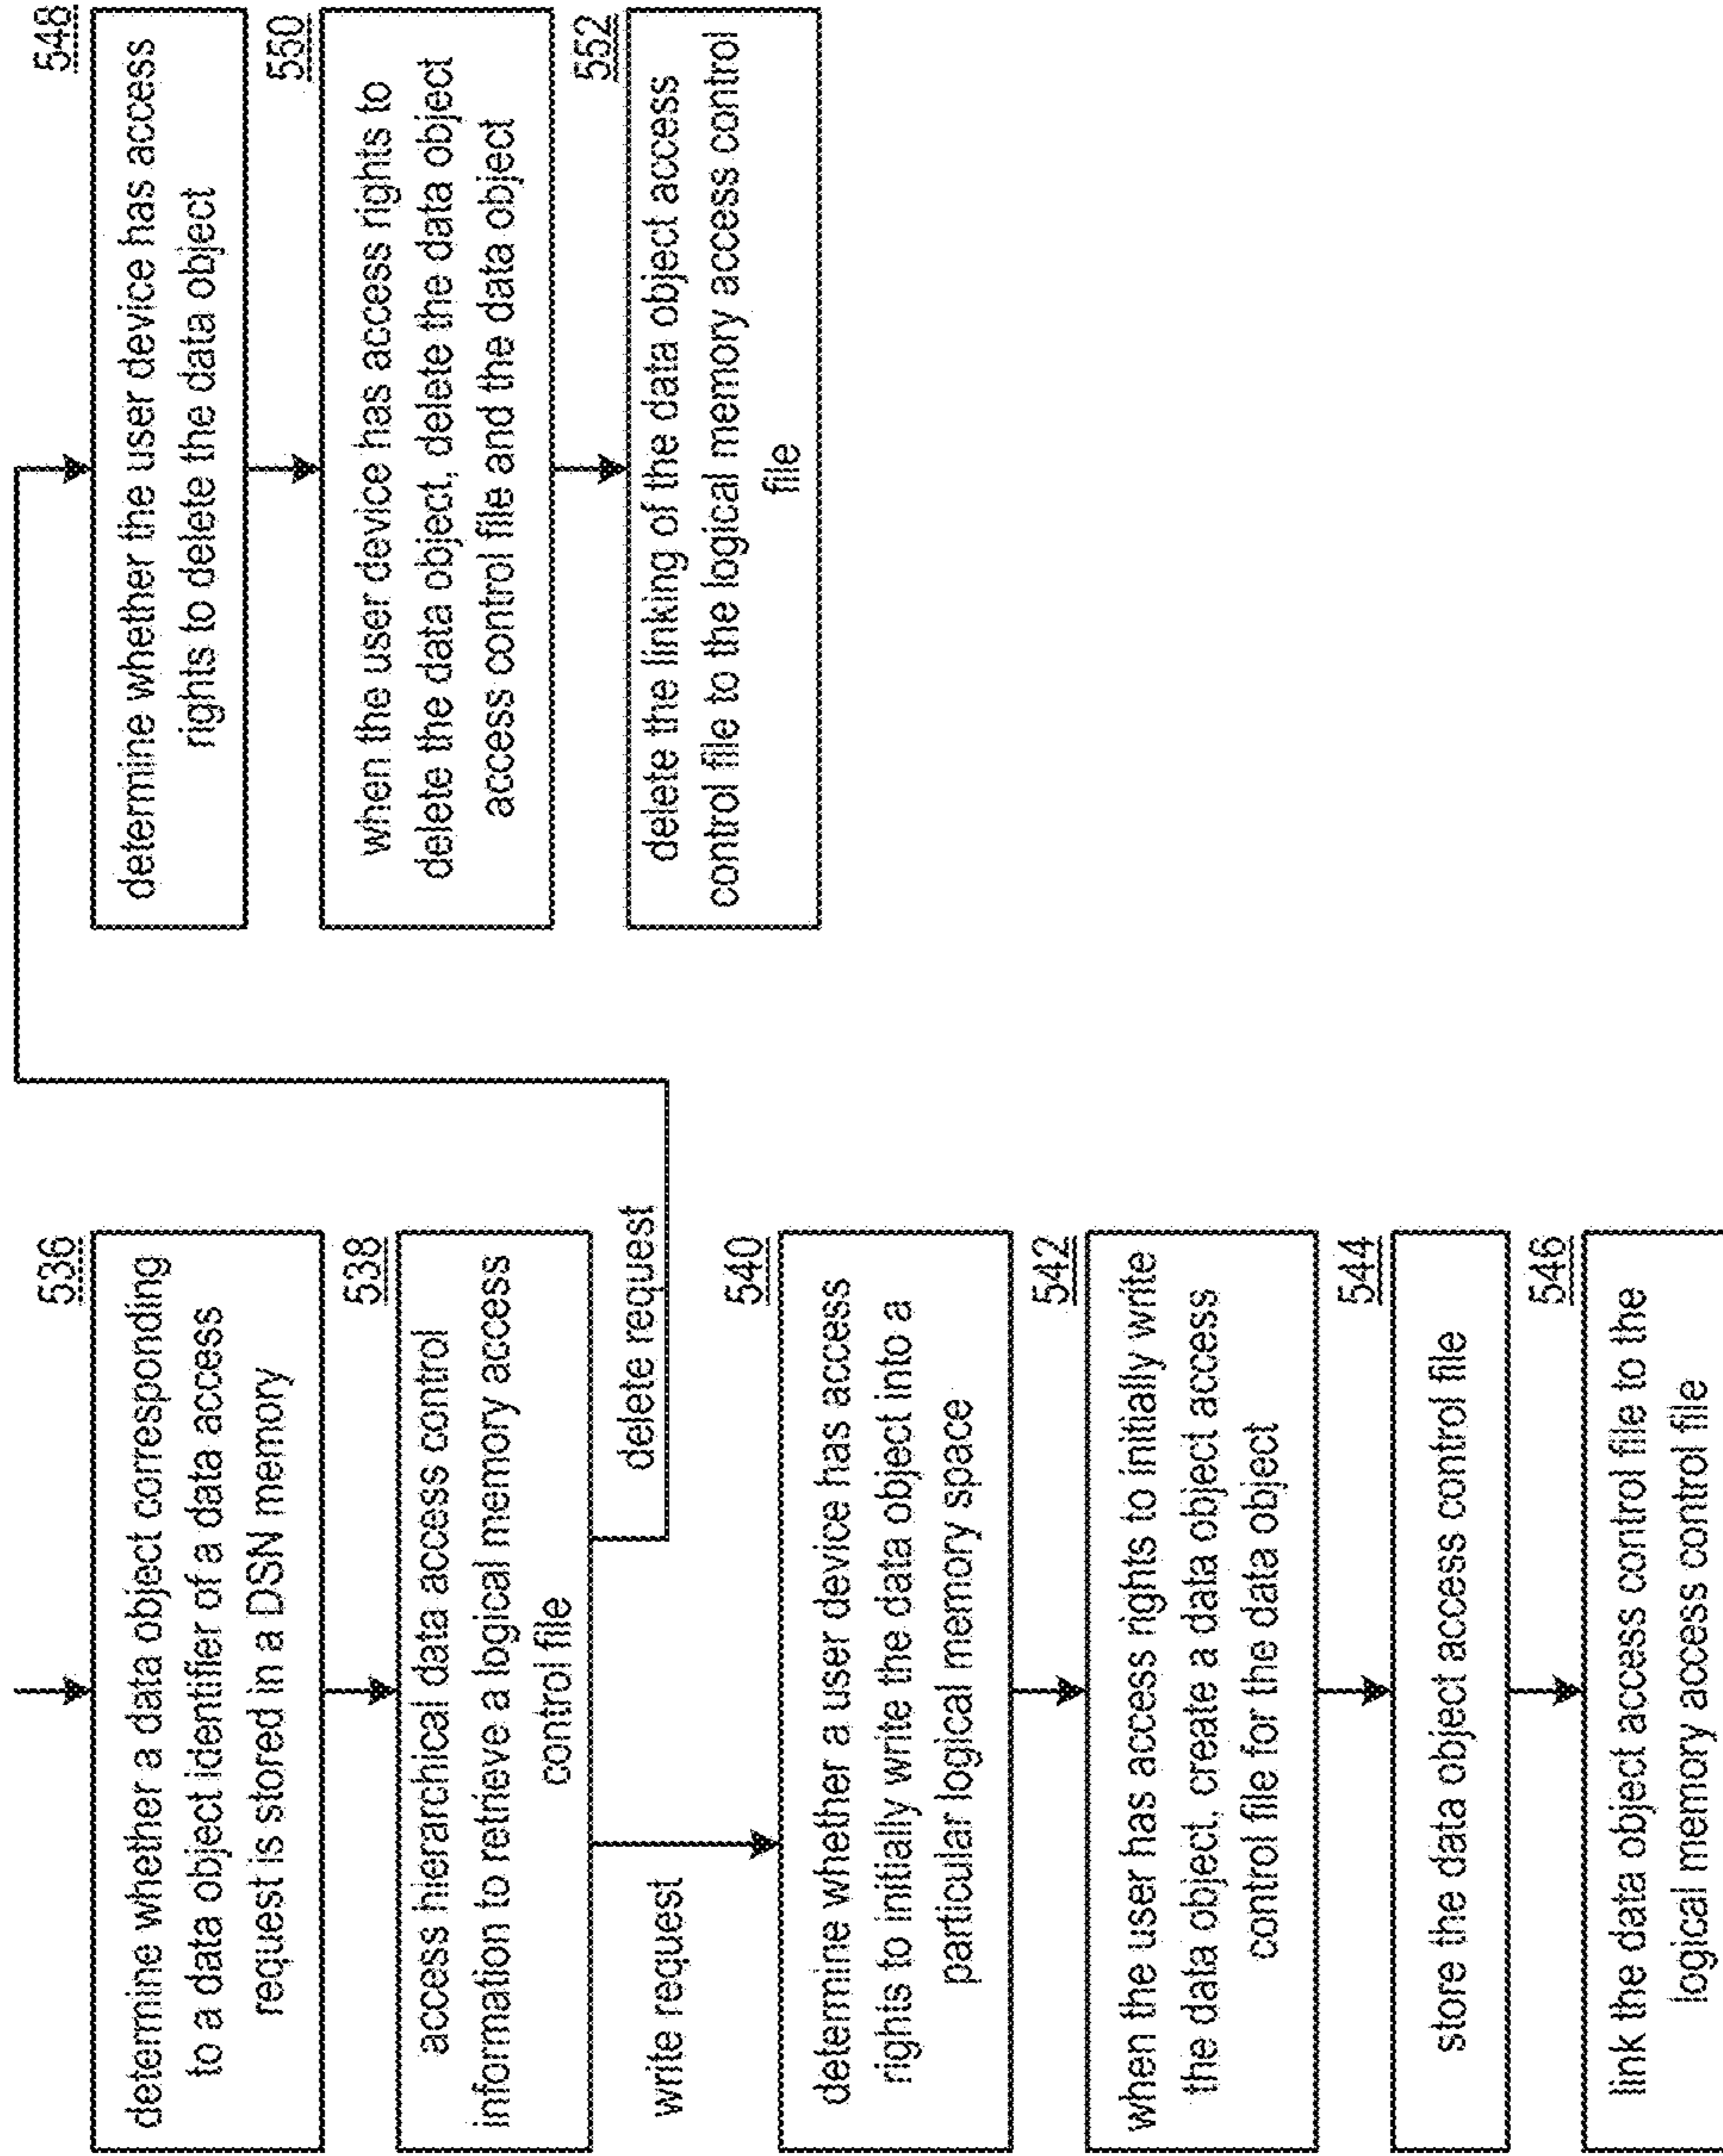 536
determine whether a data object corresponding
to a data object identifier of a data access
request is stored in a DSN memory
538
access hierarchical data access control
information to retrieve a logical memory access
control file
write request
delete request
540
determine whether a user device has access
rights to initially write the data object into a
particular logical memory space
542
when the user has access rights to initially write
the data object, create a data object access
control file for the data object
544
store the data object access control file
546
link the data object access control file to the
logical memory access control file
548
determine whether the user device has access
rights to delete the data object
550
when the user device has access rights to
delete the data object, delete the data object
access control file and the data object
552
delete the linking of the data object access
control file to the logical memory access control
file